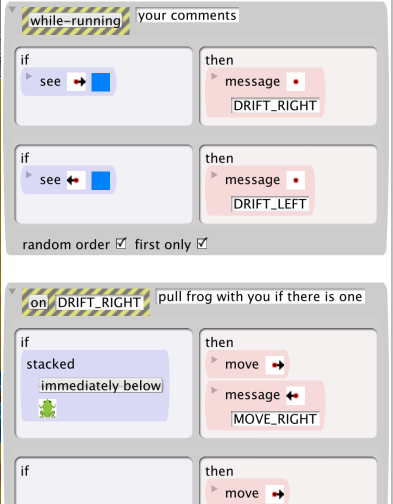 while-running your comments
if then
see message
DRIFT_RIGHT
if then
see message
DRIFT_LEFT
random order first only
on DRIFT_RIGHT pull frog with you if there is one
if then
stacked move
immediately below message
MOVE_RIGHT
if then
move